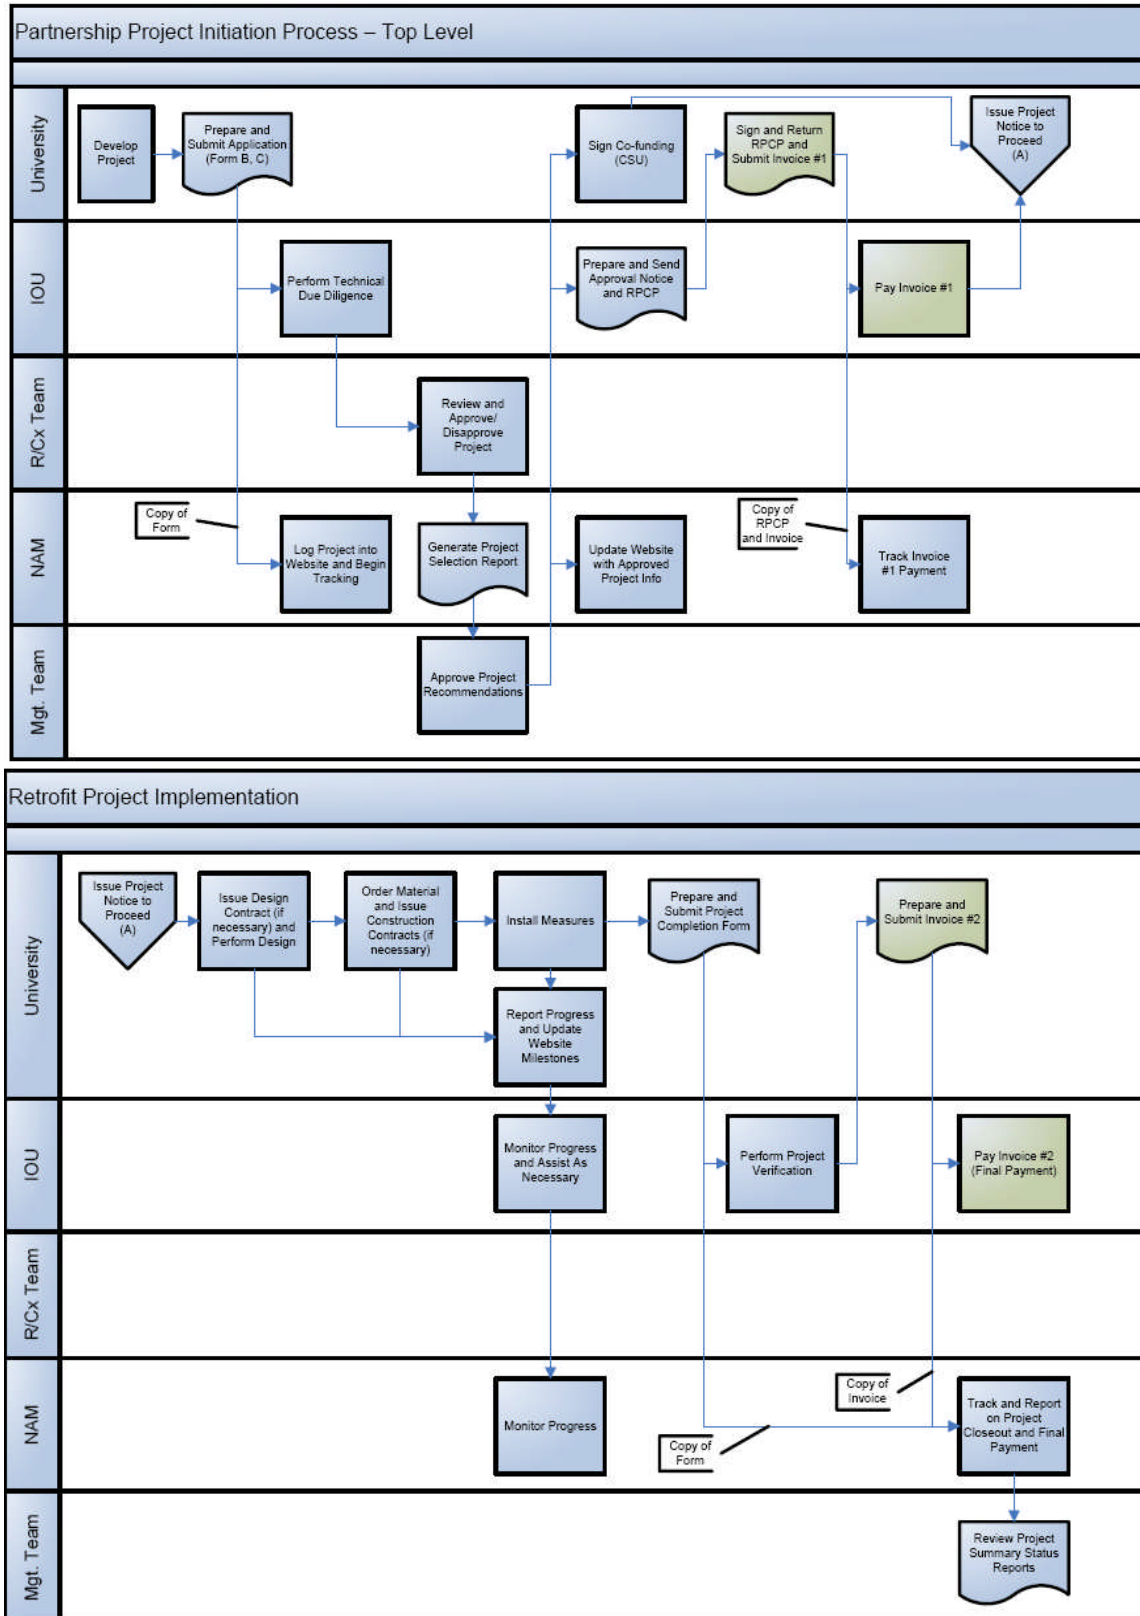 Partnership Project Initiation Process – Top Level
University
Develop
Project
Prepare and
Submit Application
(Form B, C)
Sign Co-funding
(CSU)
Sign and Return
RPCP and
Submit Invoice #1
Issue Project
Notice to
Proceed
(A)
IOU
Perform Technical
Due Diligence
Prepare and Send
Approval Notice
and RPCP
Pay Invoice #1
R/Cx Team
Review and
Approve/
Disapprove
Project
NAM
Copy of
Form
Log Project into
Website and Begin
Tracking
Generate Project
Selection Report
Update Website
with Approved
Project Info
Copy of
RPCP
and Invoice
Track Invoice
#1 Payment
Mgt. Team
Approve Project
Recommendations
Retrofit Project Implementation
University
Issue Project
Notice to
Proceed
(A)
Issue Design
Contract (if
necessary) and
Perform Design
Order Material
and Issue
Construction
Contracts (if
necessary)
Install Measures
Prepare and
Submit Project
Completion Form
Prepare and
Submit Invoice #2
Report Progress
and Update
Website
Milestones
IOU
Monitor Progress
and Assist As
Necessary
Perform Project
Verification
Pay Invoice #2
(Final Payment)
R/Cx Team
NAM
Monitor Progress
Copy of
Form
Copy of
Invoice
Track and Report
on Project
Closeout and Final
Payment
Mgt. Team
Review Project
Summary Status
Reports